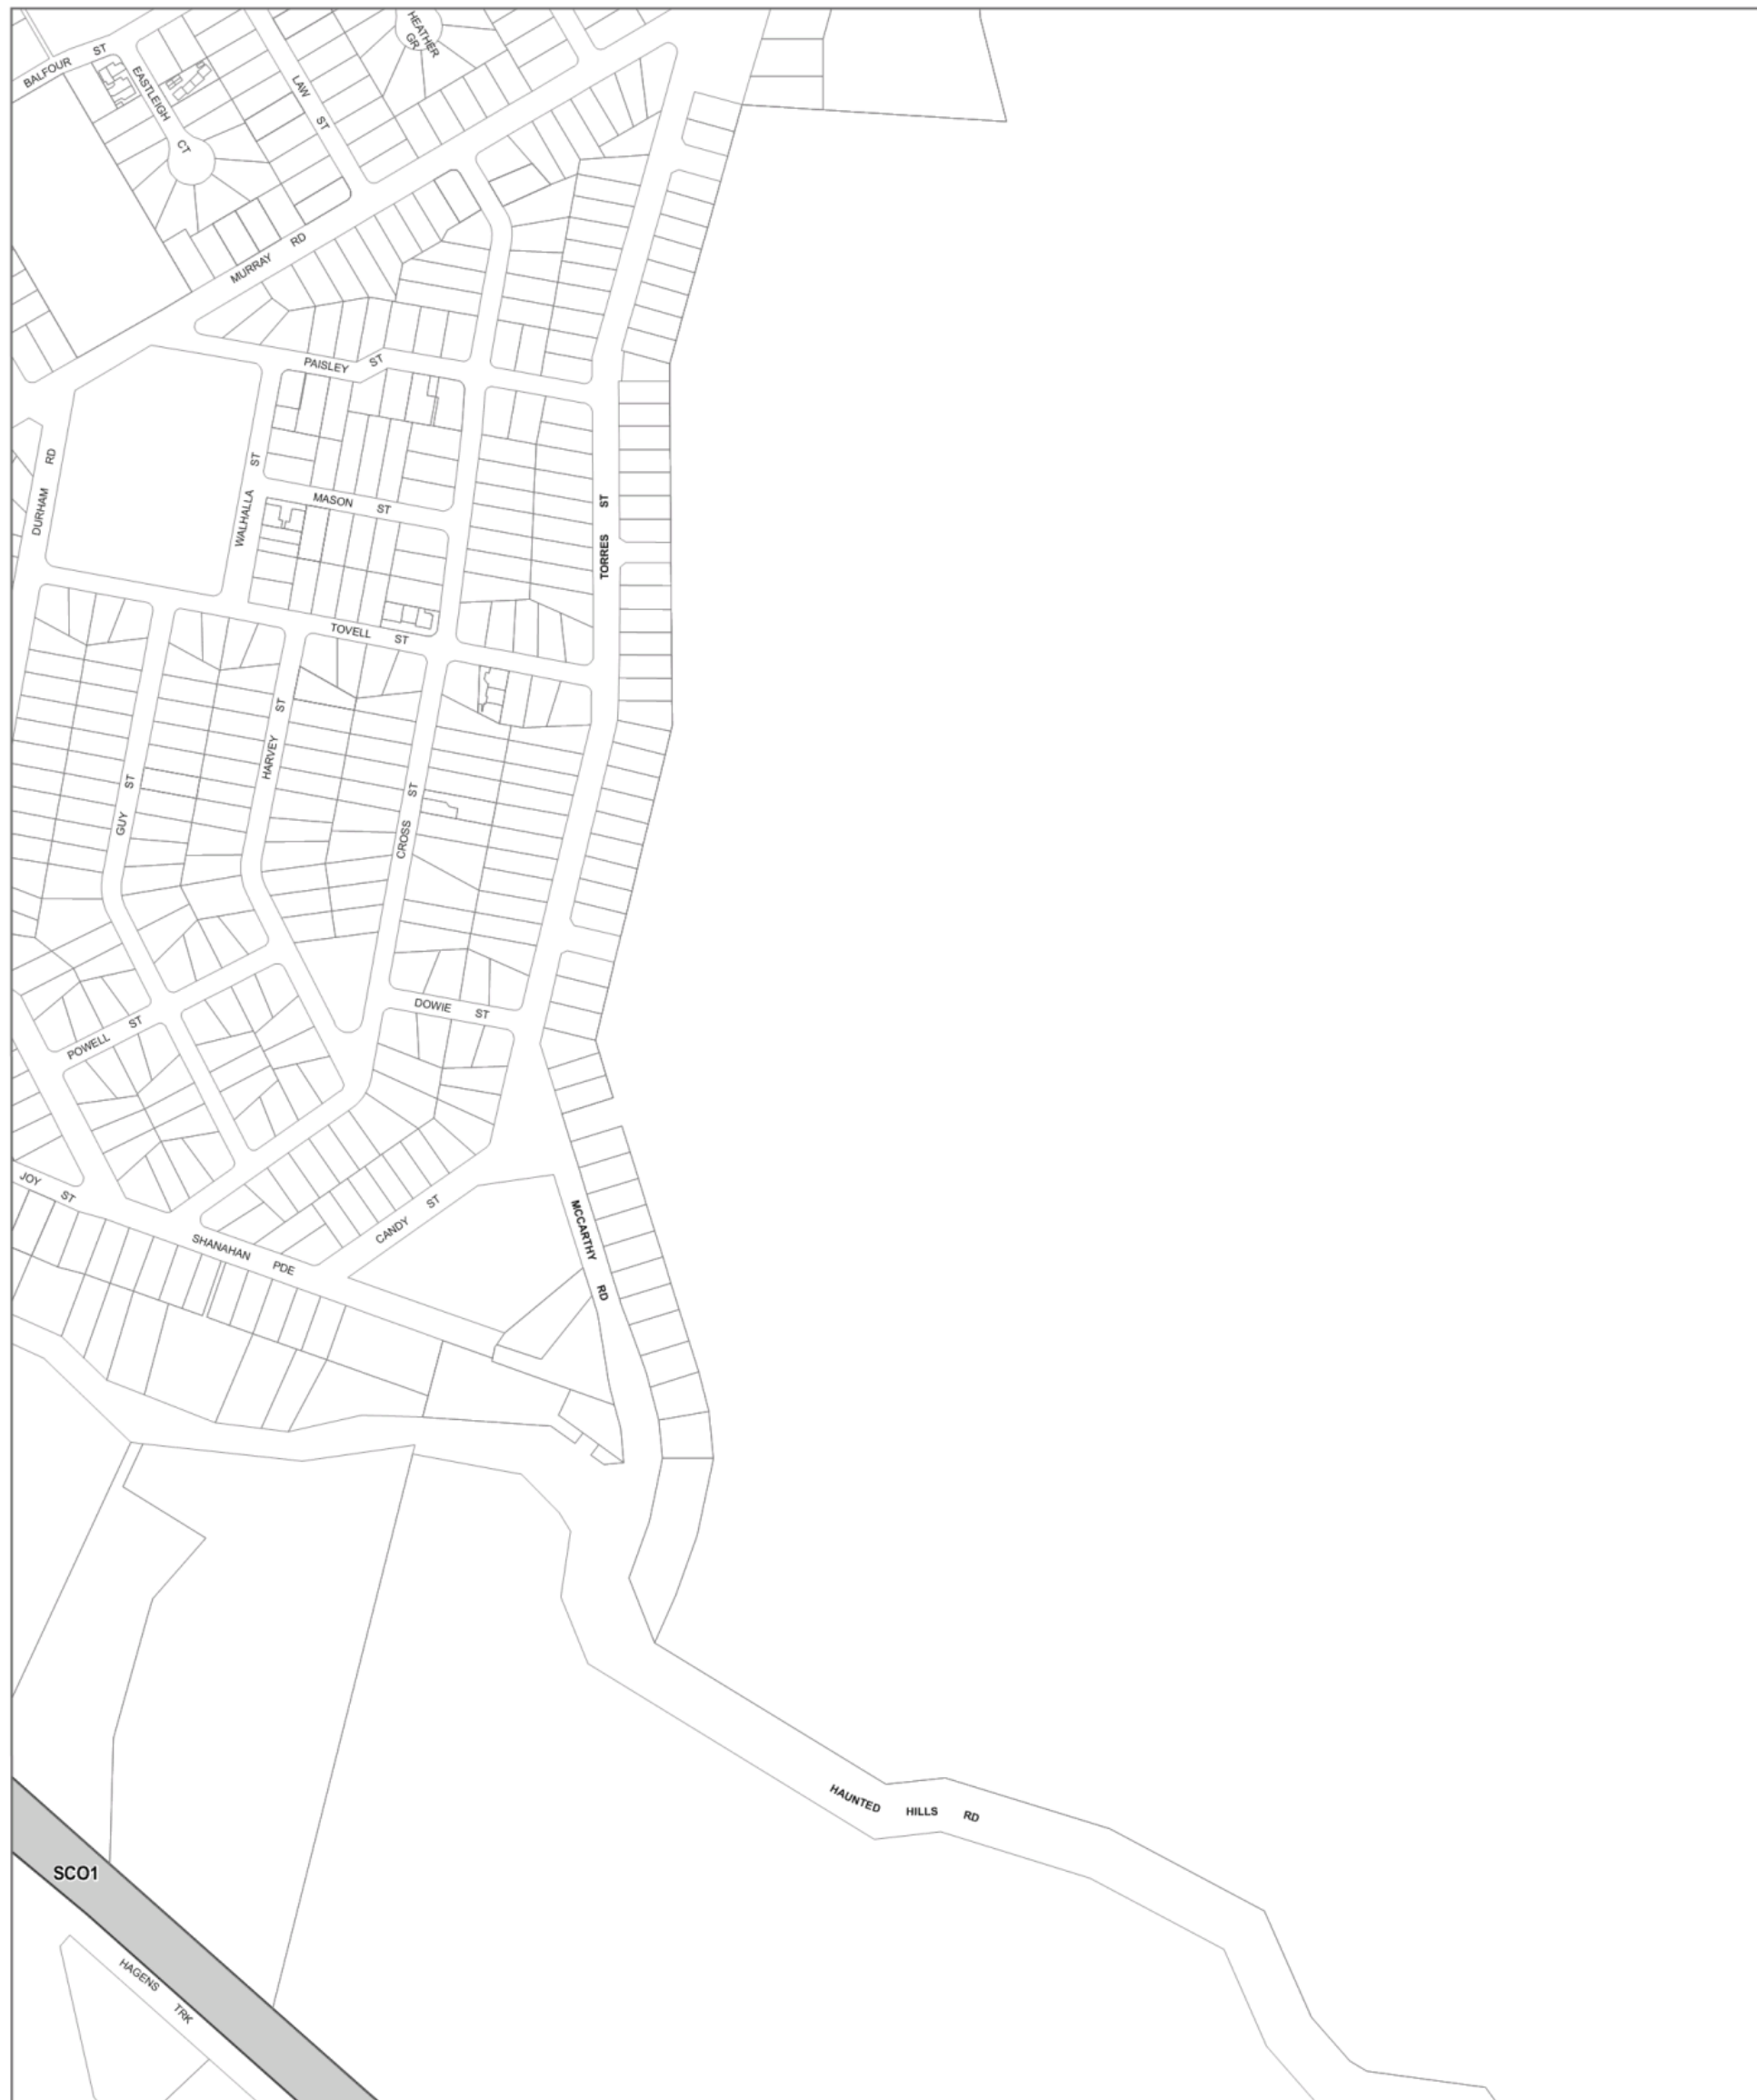 BALFOUR ST
EASTLEIGH CT
LAW ST
HEATHER
GR
MURRAY RD
PAISLEY ST
DURHAM RD
WALHALLA ST
MASON ST
TORRES ST
TOVELL ST
GUY ST
HARVEY ST
CROSS ST
DOWIE ST
POWELL ST
JOY ST
SHANAHAN PDE
CANDY ST
MCCARTHY RD
HAUNTED HILLS RD
SCO1
HAGENS TRK